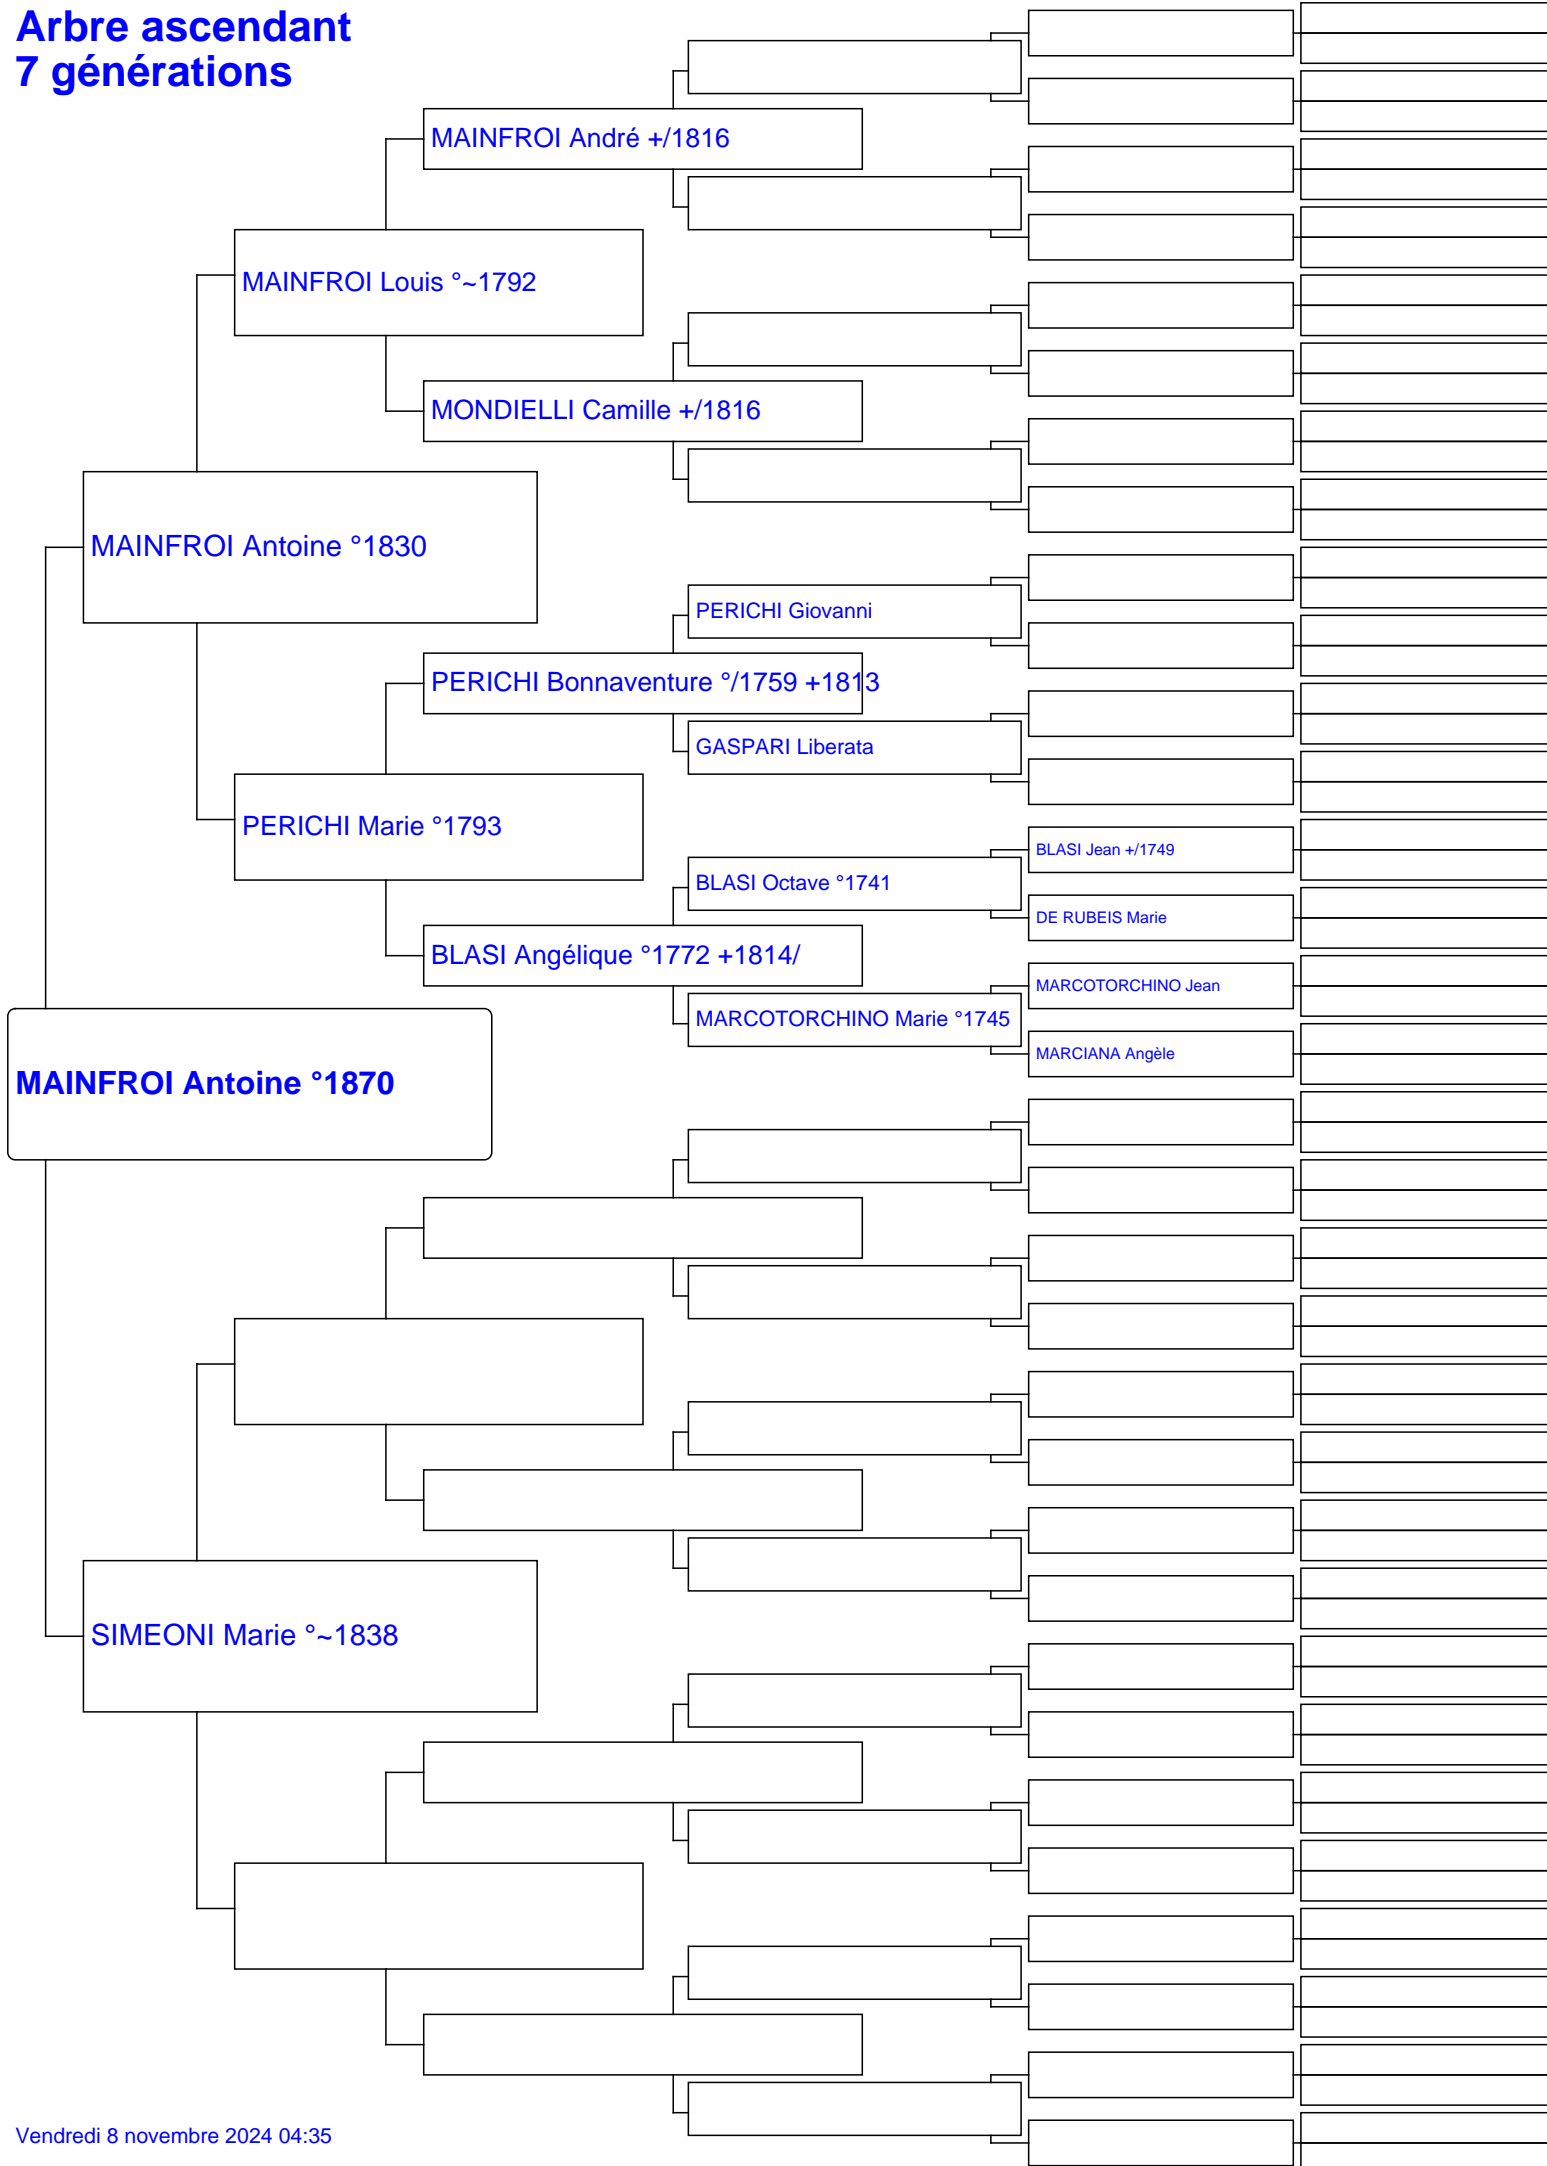 Arbre ascendant
7 générations
MAINFROI André +/1816
MAINFROI Louis °~1792
MONDIELLI Camille +/1816
MAINFROI Antoine °1830
PERICHI Giovanni
PERICHI Bonnaventure °/1759 +1813
GASPARI Liberata
PERICHI Marie °1793
BLASI Jean +/1749
BLASI Octave °1741
DE RUBEIS Marie
BLASI Angélique °1772 +1814/
MARCOTORCHINO Jean
MARCOTORCHINO Marie °1745
MARCIANA Angèle
MAINFROI Antoine °1870
SIMEONI Marie °~1838
Vendredi 8 novembre 2024 04:35